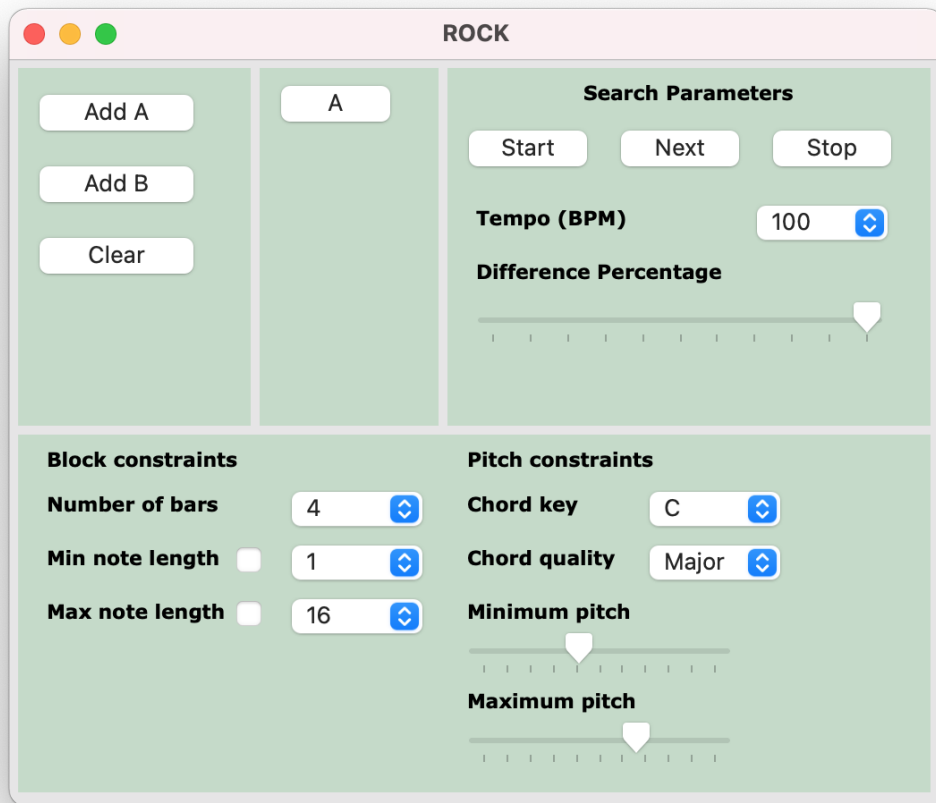 ROCK
Add A
Add B
Clear
A
Search Parameters
Start Next Stop
Tempo (BPM) 100
Difference Percentage
Block constraints
Number of bars 4
Min note length 1
Max note length 16
Pitch constraints
Chord key C
Chord quality Major
Minimum pitch
Maximum pitch